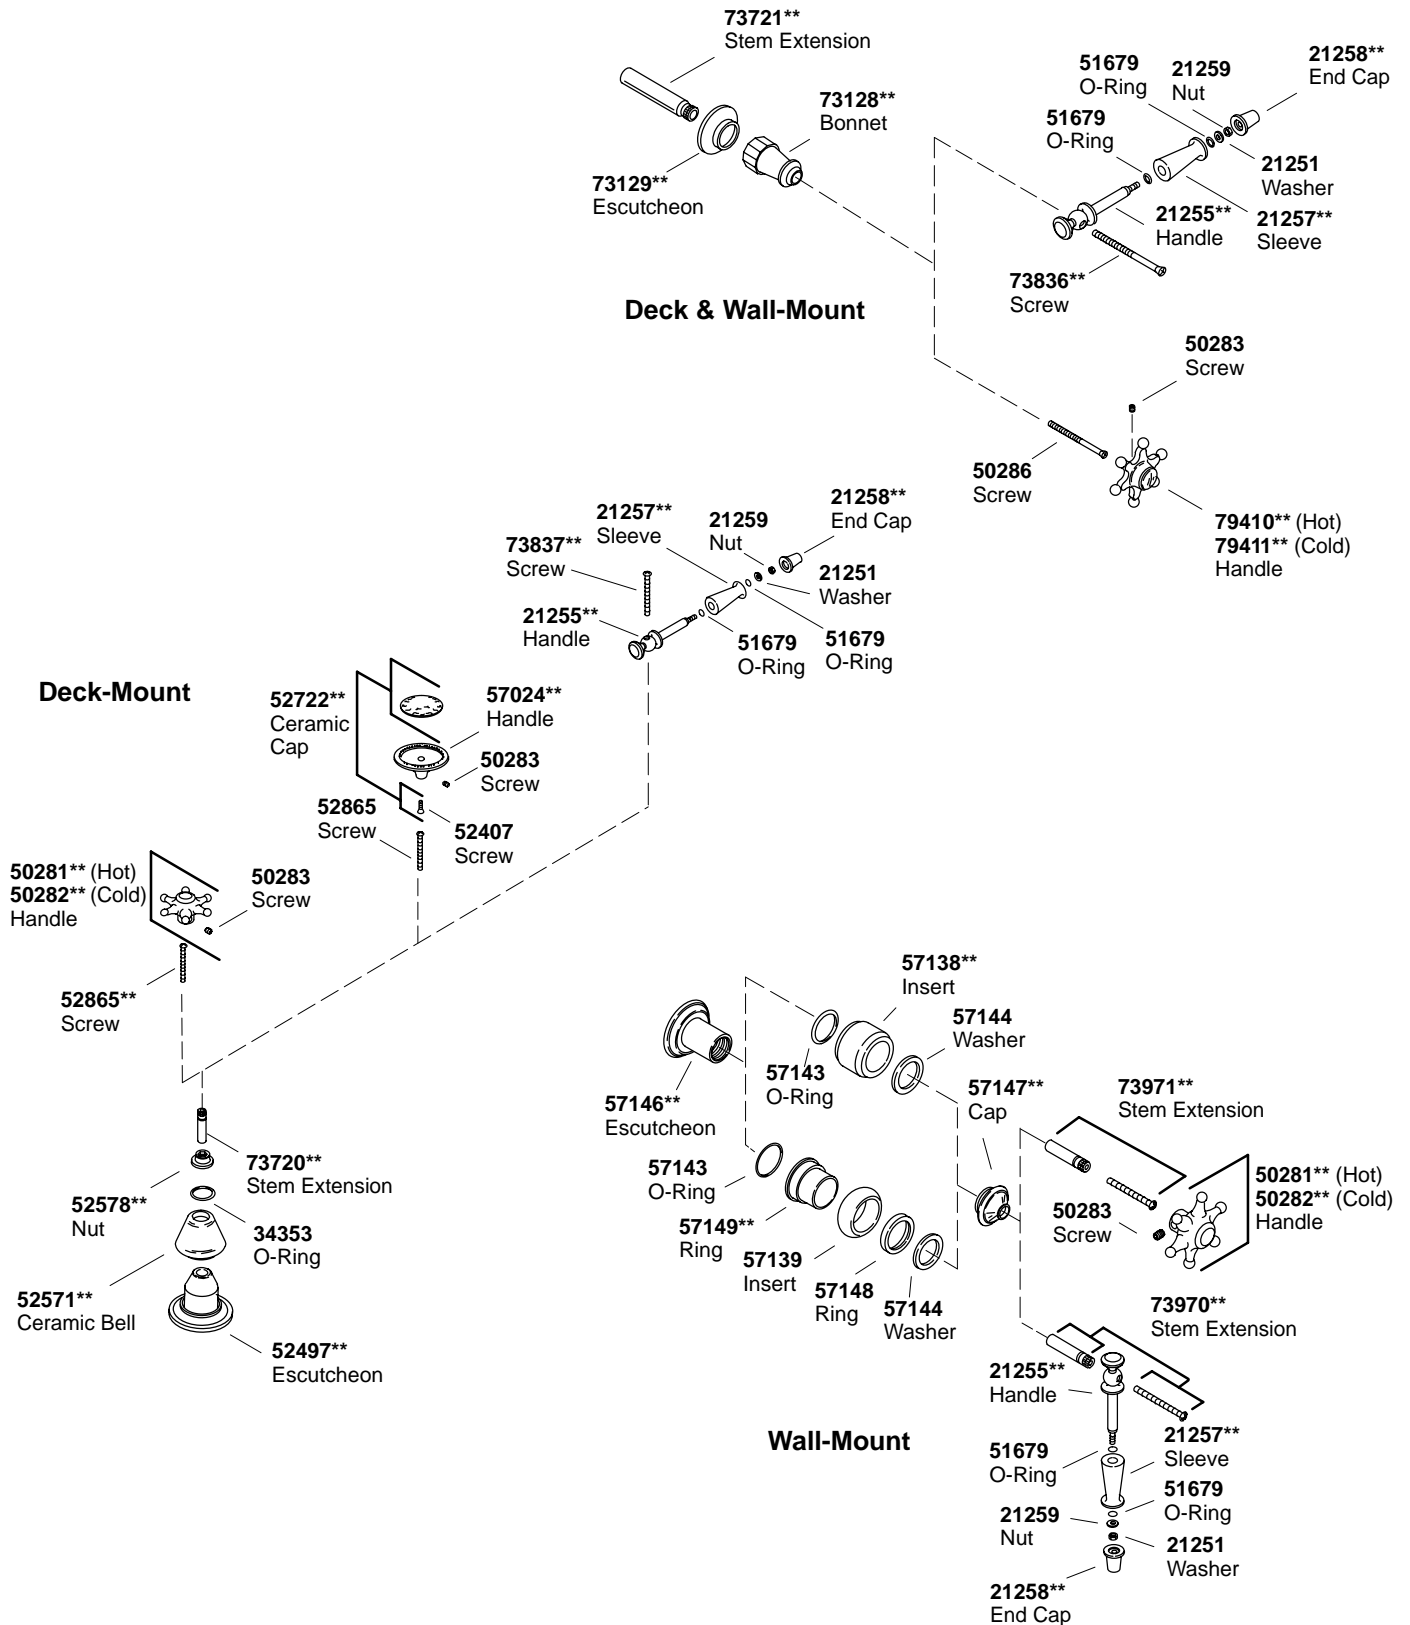 73721**
Stem Extension
73128**
Bonnet
73129**
Escutcheon
51679
O-Ring
21259
Nut
21258**
End Cap
51679
O-Ring
21251
Washer
21255**
Handle
21257**
Sleeve
73836**
Screw
Deck & Wall-Mount
50283
Screw
50286
Screw
79410** (Hot)
79411** (Cold)
Handle
21257**
Sleeve
21259
Nut
21258**
End Cap
73837**
Screw
21251
Washer
21255**
Handle
51679
O-Ring
51679
O-Ring
Deck-Mount
52722**
Ceramic
Cap
57024**
Handle
50283
Screw
52865
Screw
52407
Screw
50281** (Hot)
50282** (Cold)
Handle
50283
Screw
52865**
Screw
73720**
Stem Extension
52578**
Nut
34353
O-Ring
52571**
Ceramic Bell
52497**
Escutcheon
57138**
Insert
57144
Washer
57143
O-Ring
57146**
Escutcheon
57147**
Cap
73971**
Stem Extension
57143
O-Ring
57149**
Ring
57139
Insert
57148
Ring
57144
Washer
50283
Screw
50281** (Hot)
50282** (Cold)
Handle
73970**
Stem Extension
21255**
Handle
Wall-Mount
51679
O-Ring
21257**
Sleeve
51679
O-Ring
21259
Nut
21251
Washer
21258**
End Cap